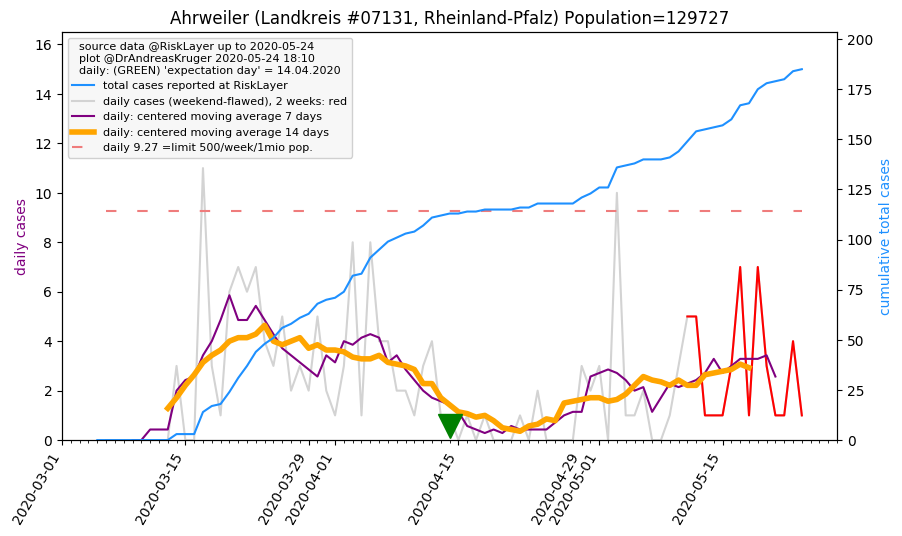 Ahrweiler (Landkreis #07131, Rheinland-Pfalz) Population=129727
source data @RiskLayer up to 2020-05-24
plot @DrAndreasKruger 2020-05-24 18:10
daily: (GREEN) 'expectation day' = 14.04.2020
total cases reported at RiskLayer
daily cases (weekend-flawed), 2 weeks: red
daily: centered moving average 7 days
daily: centered moving average 14 days
daily 9.27 =limit 500/week/1mio pop.
daily cases
16
14
12
10
8
6
4
2
0
cumulative total cases
200
175
150
125
100
75
50
25
0
2020-03-01
2020-03-15
2020-03-29
2020-04-01
2020-04-15
2020-04-29
2020-05-01
2020-05-15